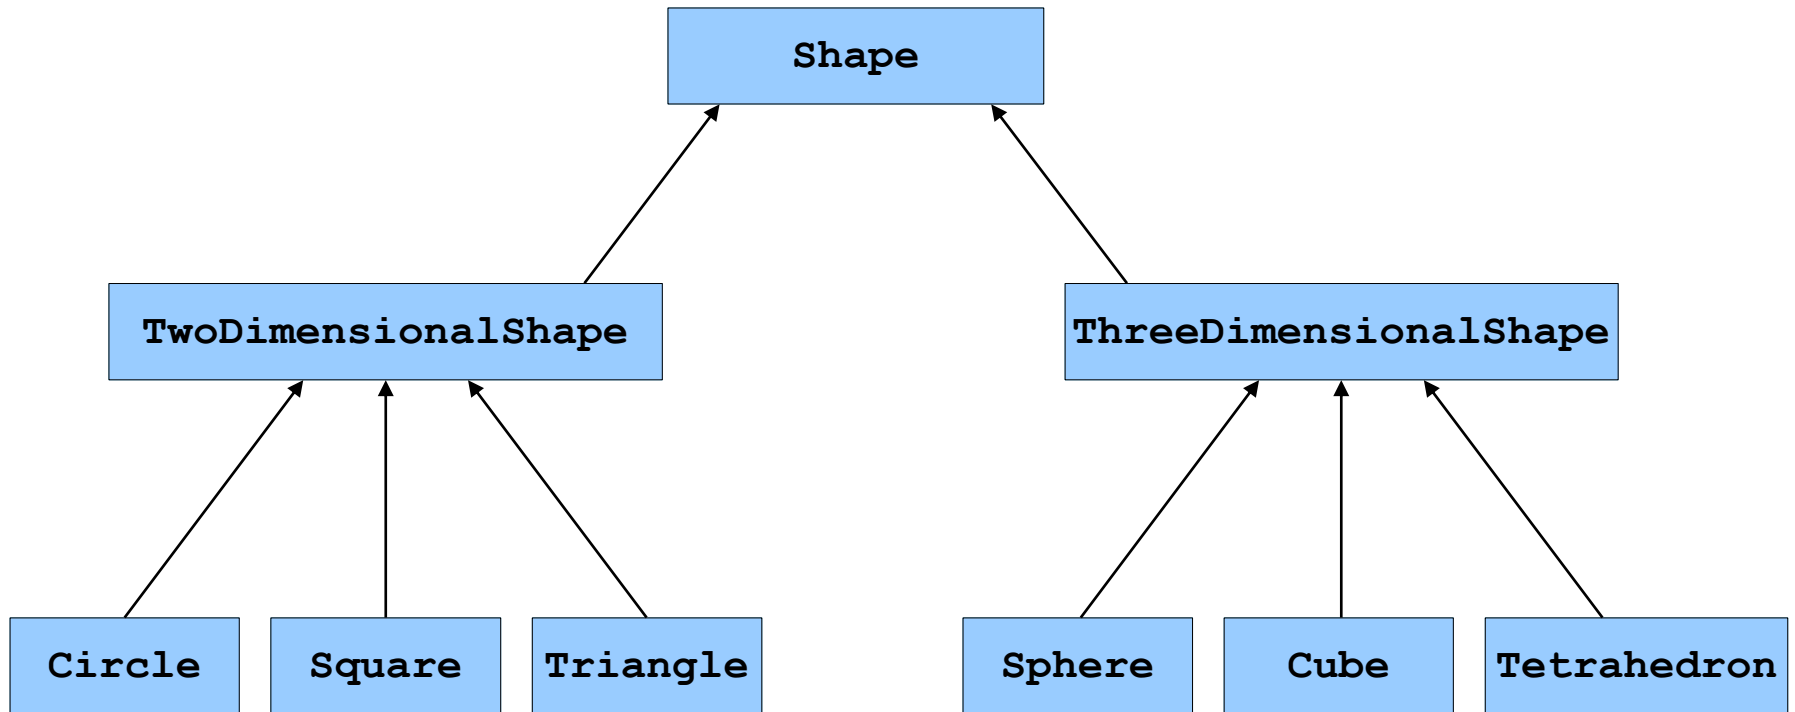 Shape
TwoDimensionalShape
ThreeDimensionalShape
Circle
Square
Triangle
Sphere
Cube
Tetrahedron